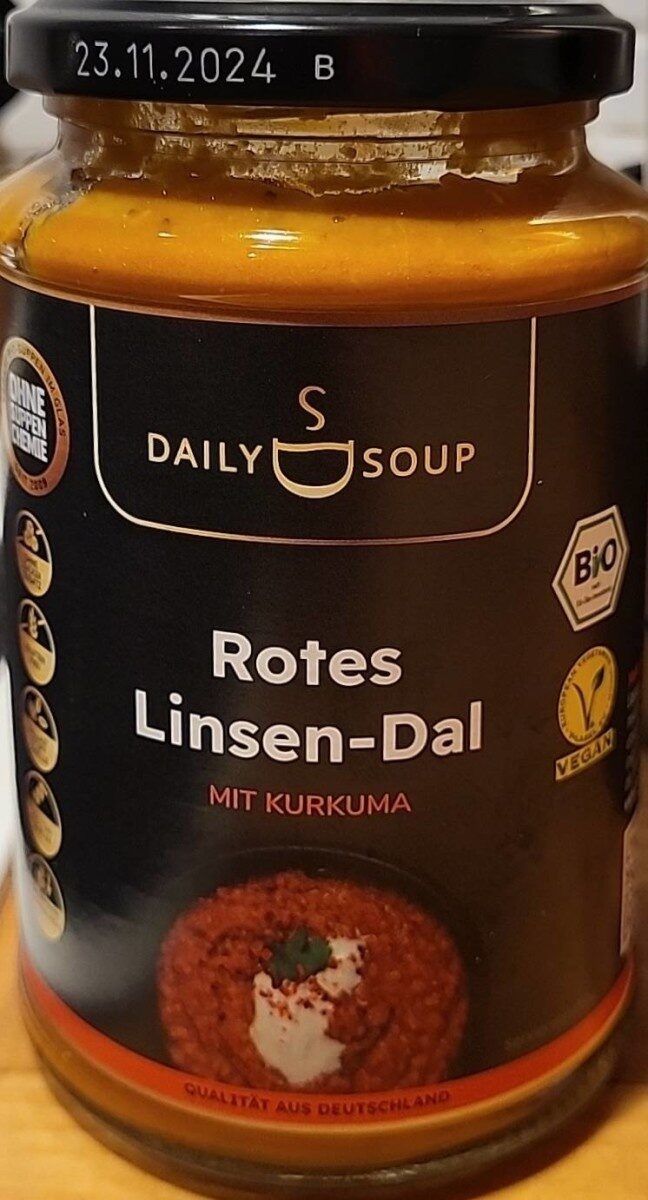 23.11.2024 B
DAILY SOUP
OHNE
SUPPEN
CHEMIE
BiO
Rotes
Linsen-Dal
MIT KURKUMA
VEGAN
QUALITÄT AUS DEUTSCHLAND